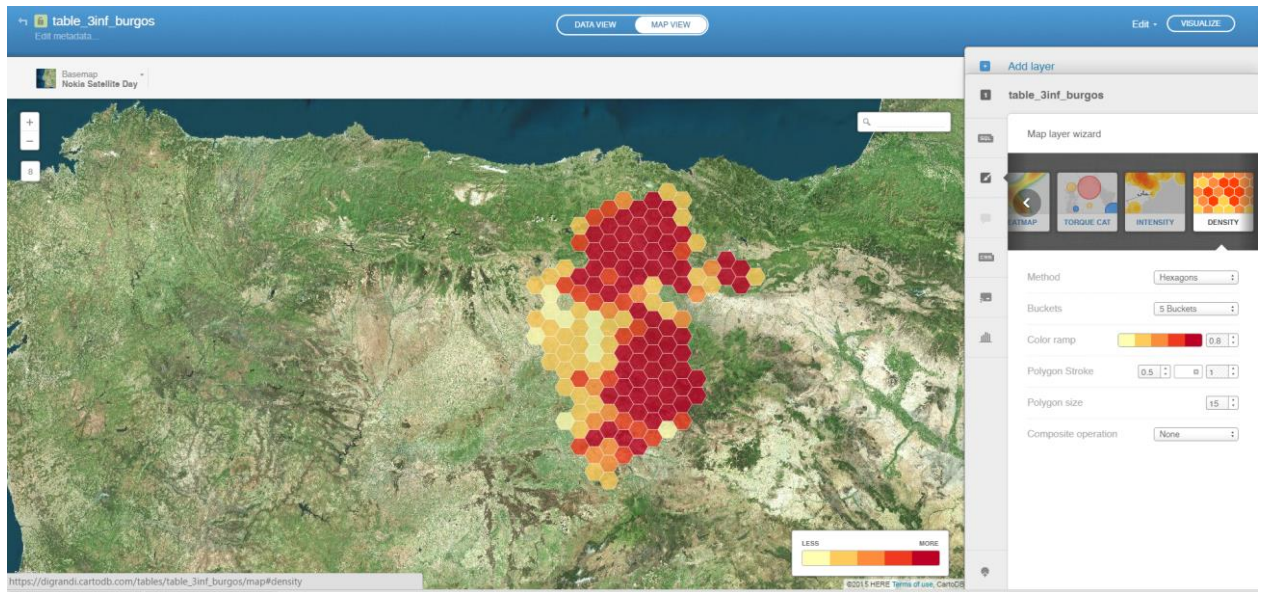 table_3inf_burgos
Edit metadata...
DATA VIEW
MAP VIEW
Edit
VISUALIZE
Basemap
Nokia Satellite Day
+
−
8
Add layer
1
table_3inf_burgos
SQL
Map layer wizard
ATMAP
TORQUE CAT
INTENSITY
DENSITY
CSS
Method
Hexagons
Buckets
5 Buckets
Color ramp
0.8
Polygon Stroke
0.5
1
Polygon size
15
Composite operation
None
LESS
MORE
https://digrandi.cartodb.com/tables/table_3inf_burgos/map#density
©2015 HERE Terms of use, CartoDB